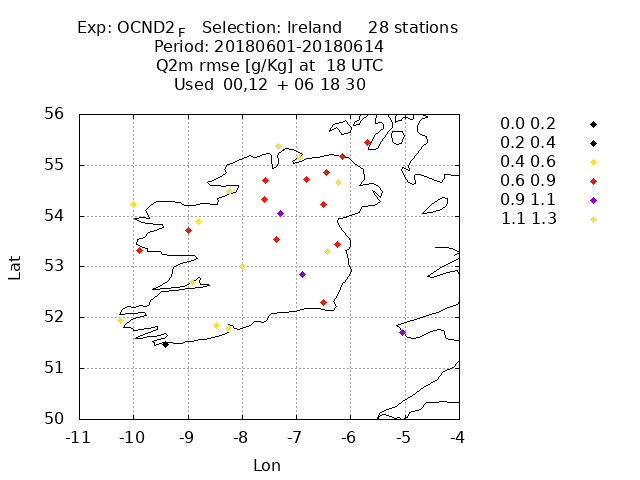 Exp: OCND2F Selection: Ireland 28 stations
Period: 20180601-20180614
Q2m rmse [g/Kg] at 18 UTC
Used 00,12 + 06 18 30
0.0 0.2
0.2 0.4
0.4 0.6
0.6 0.9
0.9 1.1
1.1 1.3
56
55
54
53
52
51
50
Lat
-11 -10 -9 -8 -7 -6 -5 -4
Lon